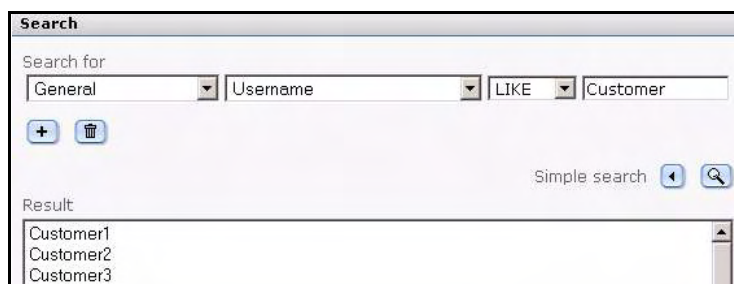 Search
Search for
General Username LIKE Customer
Simple search
Result
Customer1
Customer2
Customer3